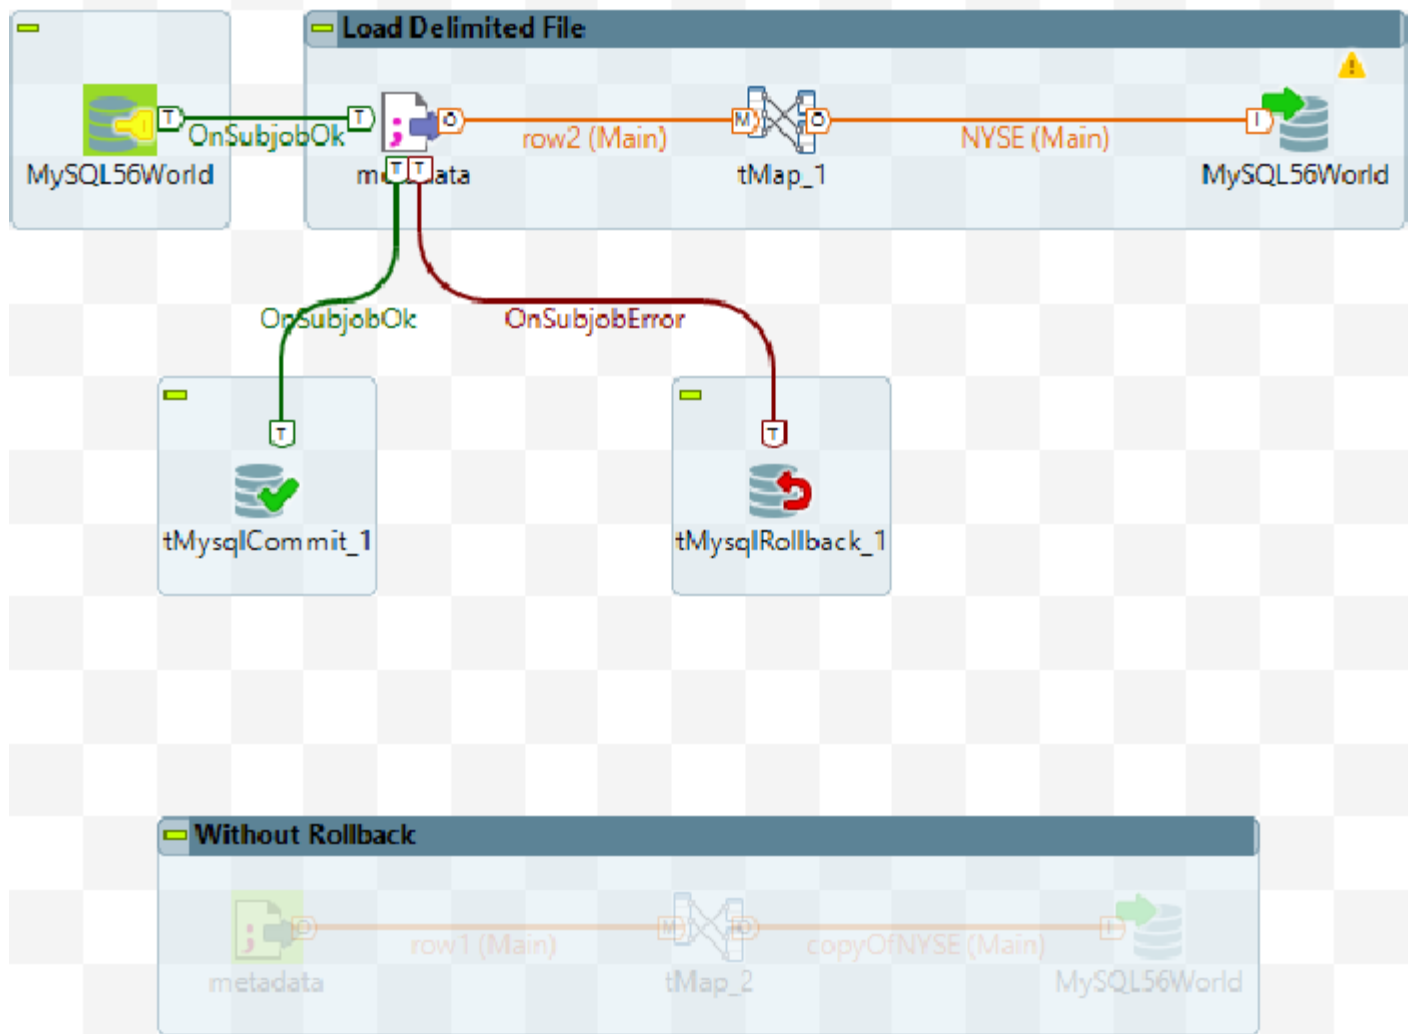 Load Delimited File
T
OnSubjobOk
T
;
O
row2 (Main)
M
O
NYSE (Main)
I
MySQL56World
metadata
T
T
tMap_1
MySQL56World
OnSubjobOk
OnSubjobError
T
T
tMysqlCommit_1
tMysqlRollback_1
Without Rollback
;
O
row1 (Main)
M
O
copyOfNYSE (Main)
I
metadata
tMap_2
MySQL56World